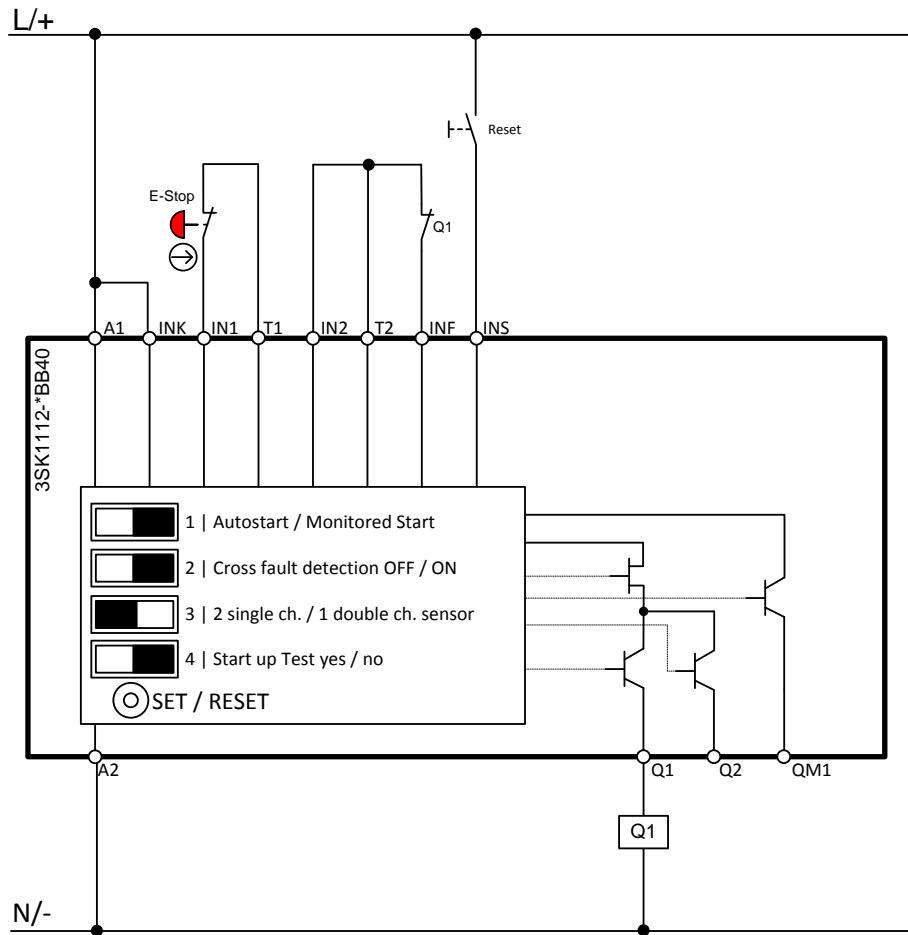 L/+
Reset
E-Stop
Q1
A1 INK IN1 T1 IN2 T2 INF INS
3SK1112-*BB40
1 | Autostart / Monitored Start
2 | Cross fault detection OFF / ON
3 | 2 single ch. / 1 double ch. sensor
4 | Start up Test yes / no
SET / RESET
A2 Q1 Q2 QM1
Q1
N/-